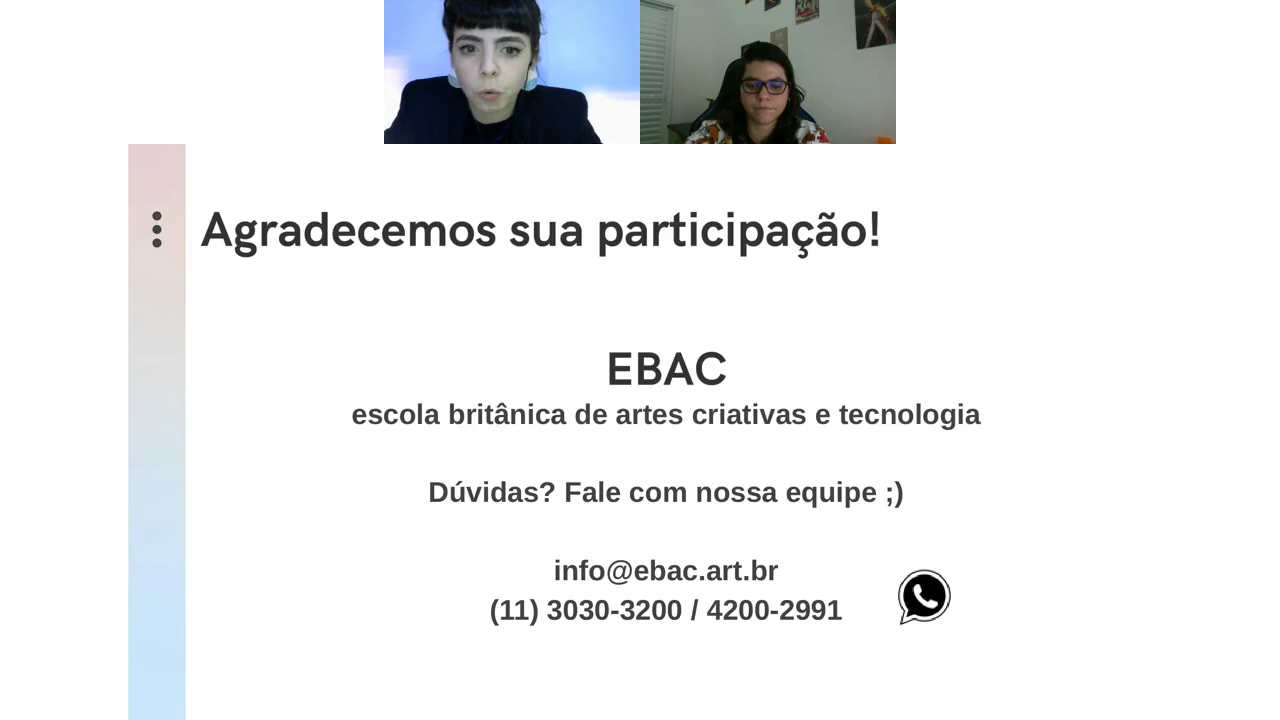 Agradecemos sua participação!
EBAC
escola britânica de artes criativas e tecnologia
Dúvidas? Fale com nossa equipe ;)
info@ebac.art.br
(11) 3030-3200 / 4200-2991